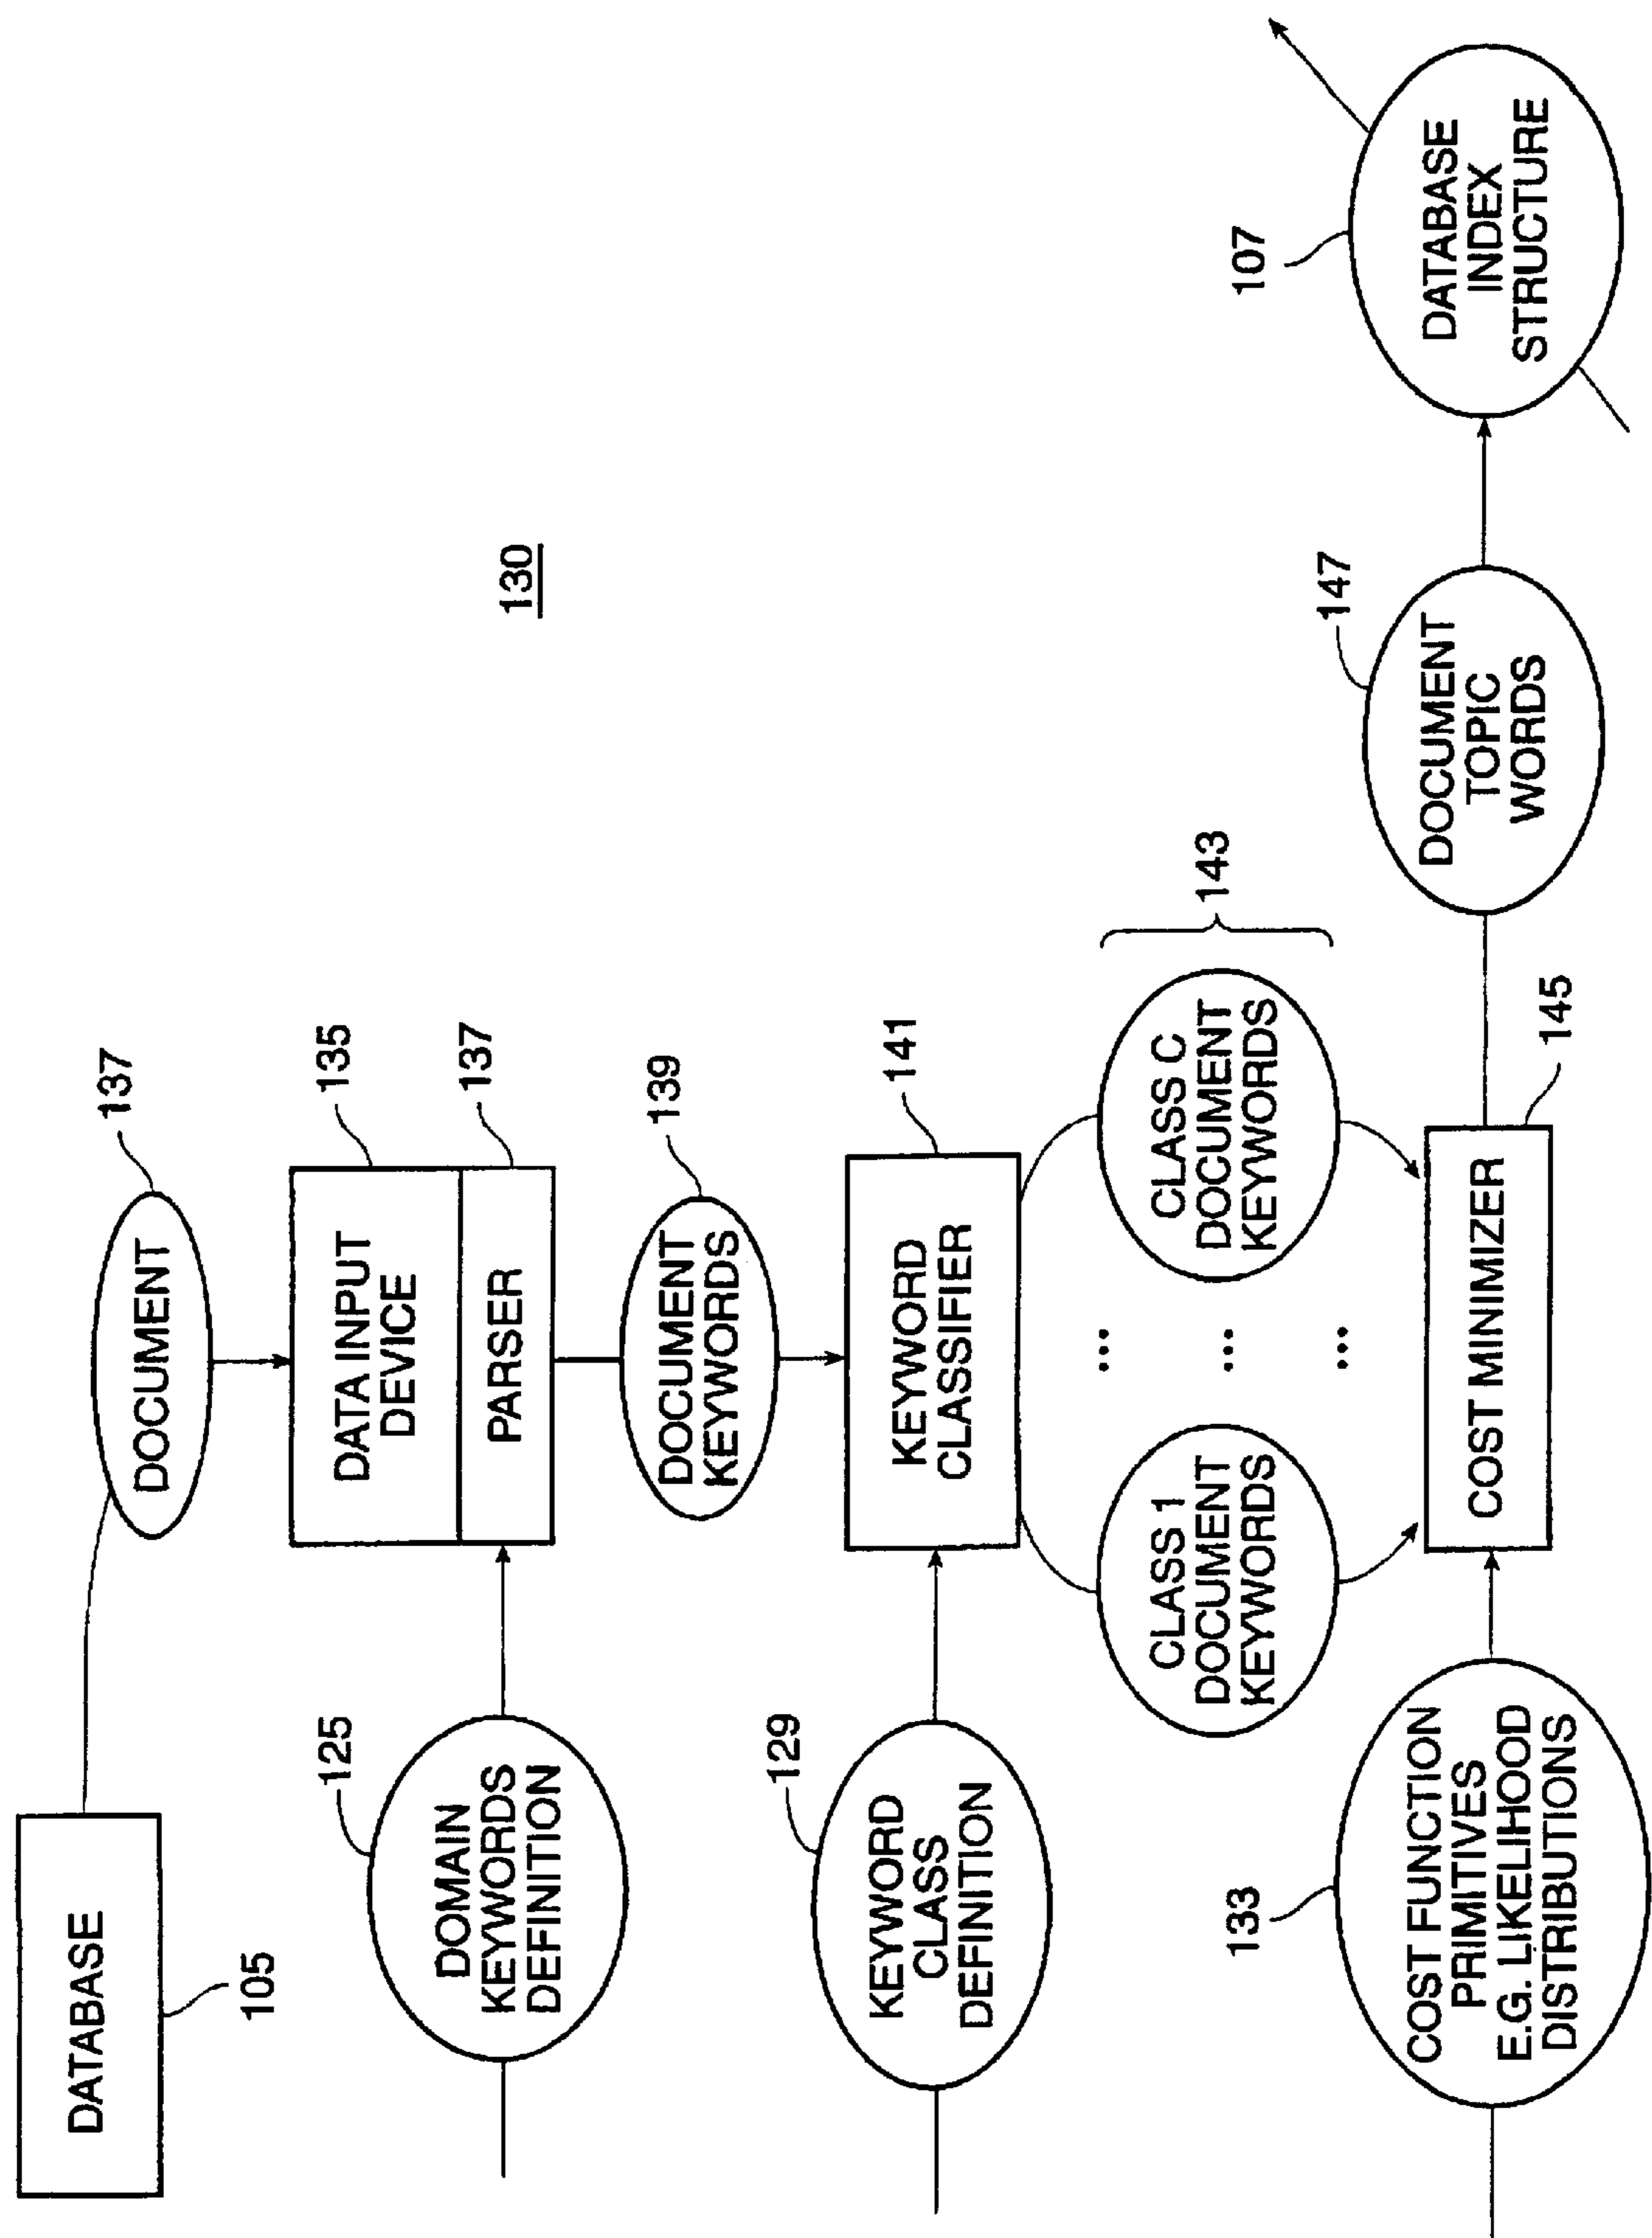 DATABASE
105
DOCUMENT
137
DATA INPUT
DEVICE
135
PARSER
137
DOMAIN
KEYWORDS
DEFINITION
125
130
DOCUMENT
KEYWORDS
139
KEYWORD
CLASSIFIER
141
KEYWORD
CLASS
DEFINITION
129
CLASS 1
DOCUMENT
KEYWORDS
...
...
...
CLASS C
DOCUMENT
KEYWORDS
143
COST FUNCTION
PRIMITIVES
E.G. LIKELIHOOD
DISTRIBUTIONS
133
COST MINIMIZER
145
DOCUMENT
TOPIC
WORDS
147
DATABASE
INDEX
STRUCTURE
107